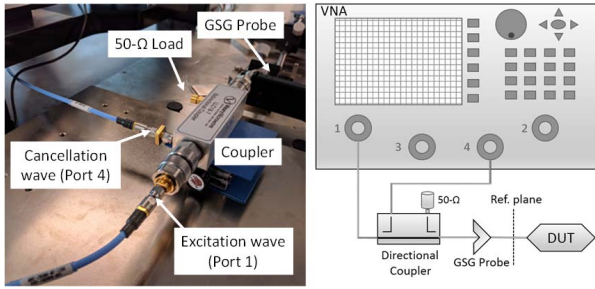 GSG Probe
50-Ω Load
Coupler
Cancellation
wave (Port 4)
Excitation wave
(Port 1)
VNA
1
3
4
2
50-Ω
Ref. plane
Directional
Coupler
GSG Probe
DUT